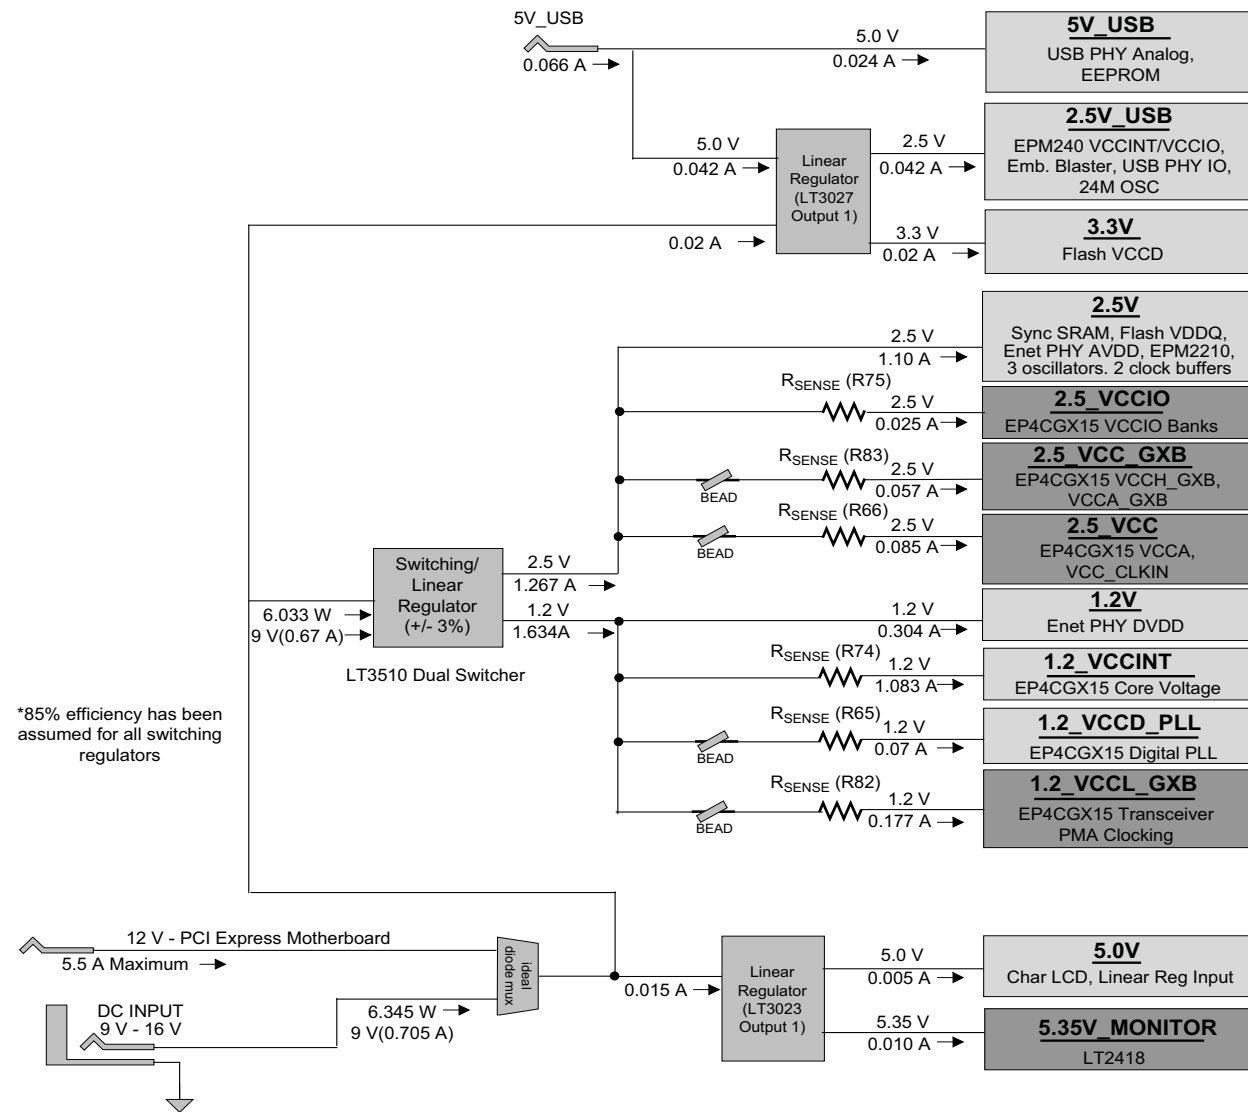 5V_USB
0.066 A
5.0 V
0.024 A
5V_USB
USB PHY Analog,
EEPROM
5.0 V
0.042 A
Linear
Regulator
(LT3027
Output 1)
2.5 V
0.042 A
2.5V_USB
EPM240 VCCINT/VCCIO,
Emb. Blaster, USB PHY IO,
24M OSC
0.02 A
3.3 V
0.02 A
3.3V
Flash VCCD
2.5 V
1.10 A
2.5V
Sync SRAM, Flash VDDQ,
Enet PHY AVDD, EPM2210,
3 oscillators. 2 clock buffers
RSENSE (R75)
2.5 V
0.025 A
2.5_VCCIO
EP4CGX15 VCCIO Banks
BEAD
RSENSE (R83)
2.5 V
0.057 A
2.5_VCC_GXB
EP4CGX15 VCCH_GXB,
VCCA_GXB
BEAD
RSENSE (R66)
2.5 V
0.085 A
2.5_VCC
EP4CGX15 VCCA,
VCC_CLKIN
6.033 W
9 V(0.67 A)
Switching/
Linear
Regulator
(+/- 3%)
LT3510 Dual Switcher
2.5 V
1.267 A
1.2 V
1.634A
1.2 V
0.304 A
1.2V
Enet PHY DVDD
RSENSE (R74)
1.2 V
1.083 A
1.2_VCCINT
EP4CGX15 Core Voltage
BEAD
RSENSE (R65)
1.2 V
0.07 A
1.2_VCCD_PLL
EP4CGX15 Digital PLL
BEAD
RSENSE (R82)
1.2 V
0.177 A
1.2_VCCL_GXB
EP4CGX15 Transceiver
PMA Clocking
*85% efficiency has been
assumed for all switching
regulators
12 V - PCI Express Motherboard
5.5 A Maximum
DC INPUT
9 V - 16 V
6.345 W
9 V(0.705 A)
ideal
diode mux
0.015 A
Linear
Regulator
(LT3023
Output 1)
5.0 V
0.005 A
5.0V
Char LCD, Linear Reg Input
5.35 V
0.010 A
5.35V_MONITOR
LT2418